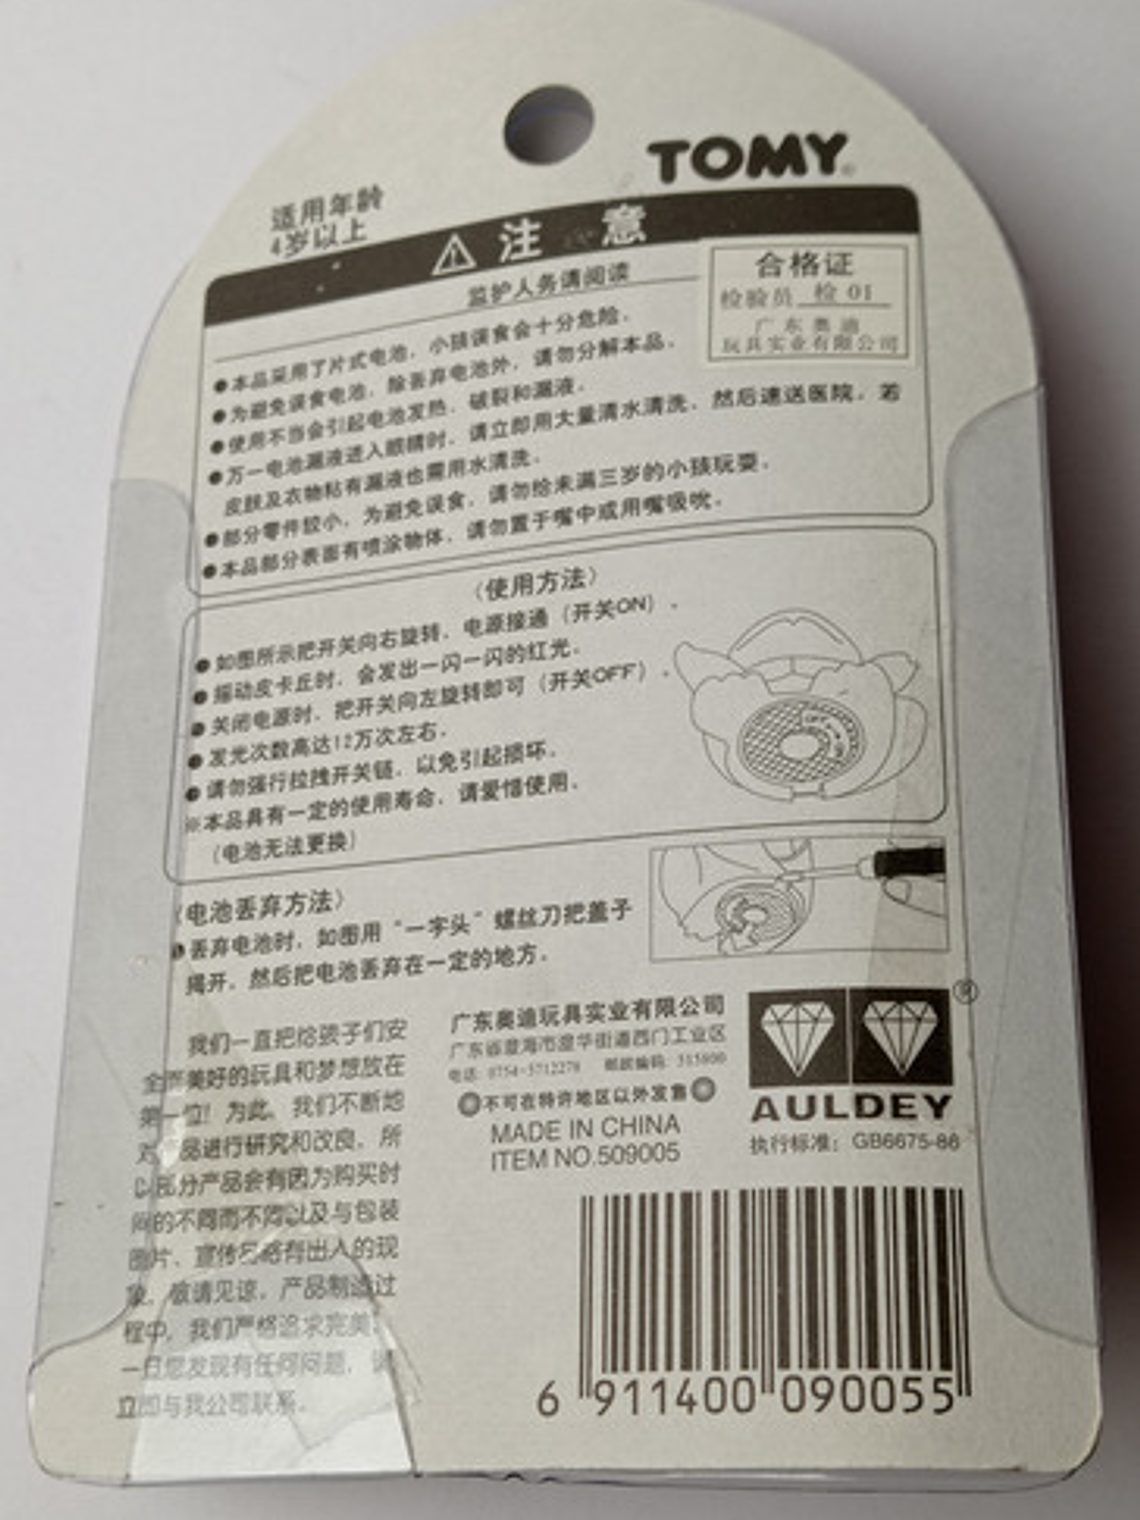 TOMY
适用年龄
4岁以上
注 意
监护人务请阅读
合格证
检验员 检 01
广东奥迪
玩具实业有限公司
●本品采用了片式电池,小孩误食会十分危险。
●为避免误食电池,除丢弃电池外,请勿分解本品。
●使用不当会引起电池发热、破裂和漏液。
●万一电池漏液进入眼睛时,请立即用大量清水清洗,然后速送医院。若
皮肤及衣物粘有漏液也需用水清洗。
●部分零件较小,为避免误食,请勿给未满三岁的小孩玩耍。
●本品部分表面有喷涂物体,请勿置于嘴中或用嘴吸吮。
〈使用方法〉
●如图所示把开关向右旋转,电源接通(开关ON)。
●摇动皮卡丘时,会发出一闪一闪的红光。
●关闭电源时,把开关向左旋转即可(开关OFF)。
●发光次数高达12万次左右。
●请勿强行拉拽开关链,以免引起损坏。
※本品具有一定的使用寿命,请爱惜使用。
(电池无法更换)
〈电池丢弃方法〉
●丢弃电池时,如图用“一字头”螺丝刀把盖子
揭开,然后把电池丢弃在一定的地方。
我们一直把给孩子们安
全而美好的玩具和梦想放在
第一位!为此,我们不断地
对产品进行研究和改良,所
以部分产品会有因为购买时
间的不同而不同以及与包装
图片、宣传略有出入的现
象,敬请见谅。产品制造过
程中,我们严格追求完美,
一旦您发现有任何问题,请
立即与我公司联系。
广东奥迪玩具实业有限公司
广东省澄海市澄华街道西门工业区
电话: 0754-5712278 邮政编码: 515800
不可在特许地区以外发售
MADE IN CHINA
ITEM NO.509005
®
AULDEY
执行标准: GB6675-86
6 911400 090055